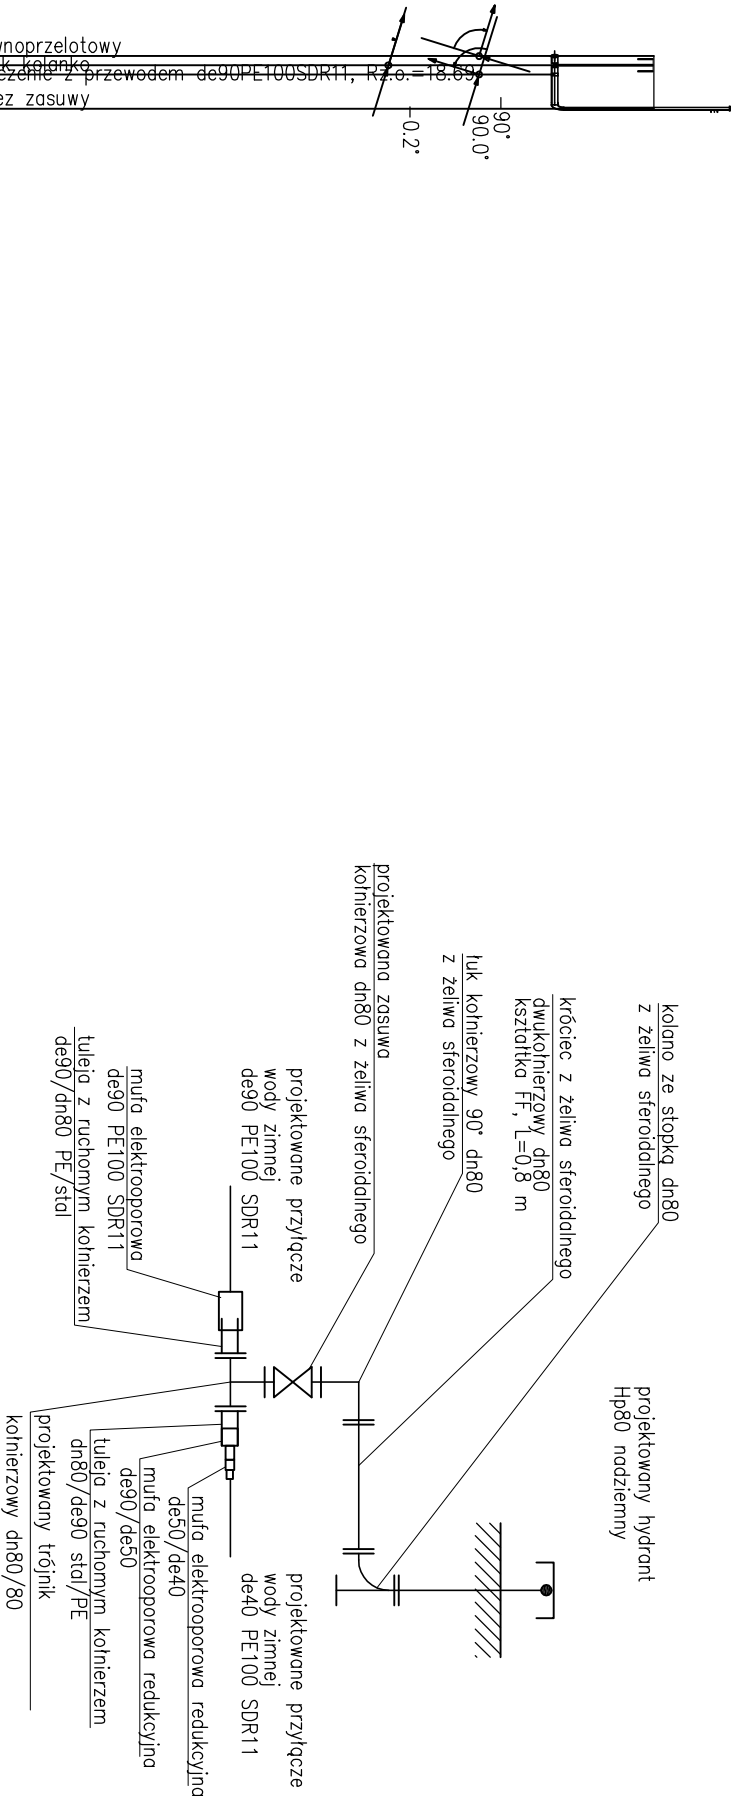 wnoprzelotowy
k kolanko
czenie z przewodem de90PE100SDR11, Rz.o.=18.69
ez zasuwy
90°
90.0°
-0.2°
kolano ze stopką dn80
z żeliwa sferoidalnego
króciec z żeliwa sferoidalnego
dwukołnierzowy dn80
kształtka FF, L=0,8 m
łuk kołnierzowy 90° dn80
z żeliwa sferoidalnego
projektowana zasuwa
kołnierzowa dn80 z żeliwa sferoidalnego
projektowane przyłącze
wody zimnej
de90 PE100 SDR11
mufa elektrooporowa
de90 PE100 SDR11
tuleja z ruchomym kołnierzem
de90/dn80 PE/stal
projektowany hydrant
Hp80 nadziemny
projektowane przyłącze
wody zimnej
de40 PE100 SDR11
mufa elektrooporowa redukcyjna
de50/de40
mufa elektrooporowa redukcyjna
de90/de50
tuleja z ruchomym kołnierzem
dn80/de90 stal/PE
projektowany trójnik
kołnierzowy dn80/80